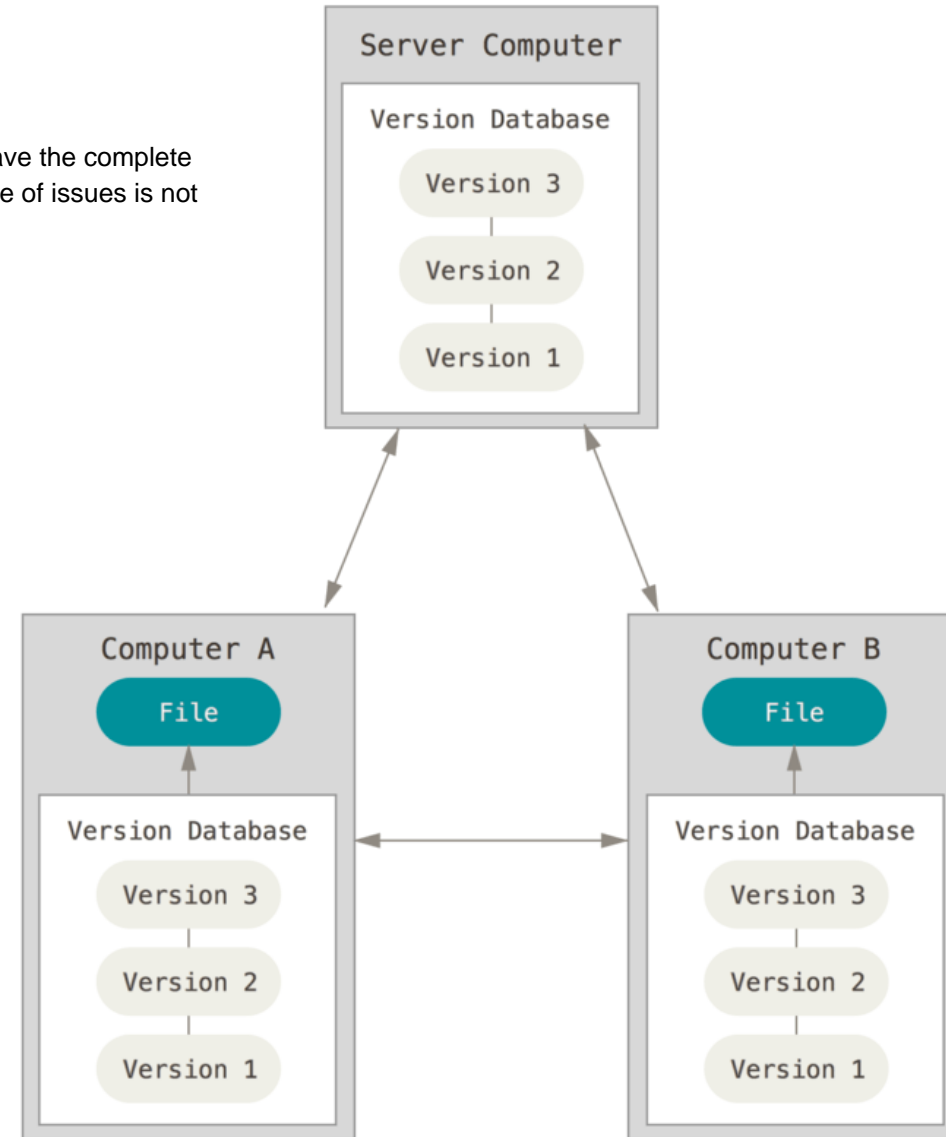 Server Computer
Version Database
Version 3
Version 2
Version 1
have the complete
of issues is not
Computer A
File
Version Database
Version 3
Version 2
Version 1
Computer B
File
Version Database
Version 3
Version 2
Version 1